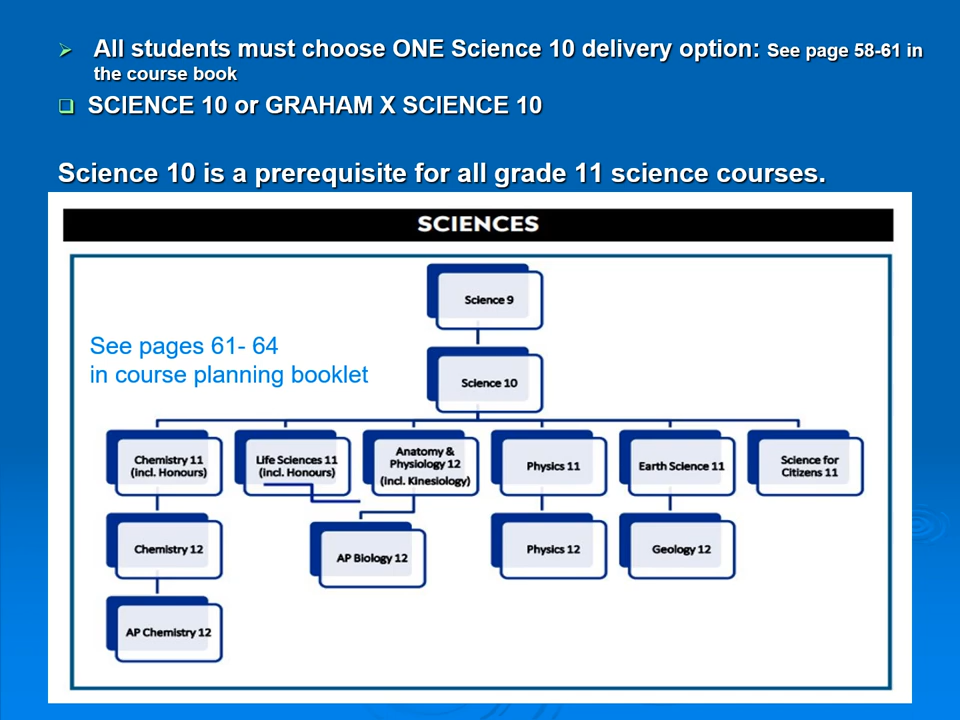 All students must choose ONE Science 10 delivery option: See page 58-61 in
the course book
SCIENCE 10 or GRAHAM X SCIENCE 10
Science 10 is a prerequisite for all grade 11 science courses.
SCIENCES
Science 9
See pages 61- 64
in course planning booklet
Science 10
Chemistry 11
(incl. Honours)
Life Sciences 11
(incl. Honours)
Anatomy &
Physiology 12
(incl. Kinesiology)
Physics 11
Earth Science 11
Science for
Citizens 11
Chemistry 12
AP Biology 12
Physics 12
Geology 12
AP Chemistry 12